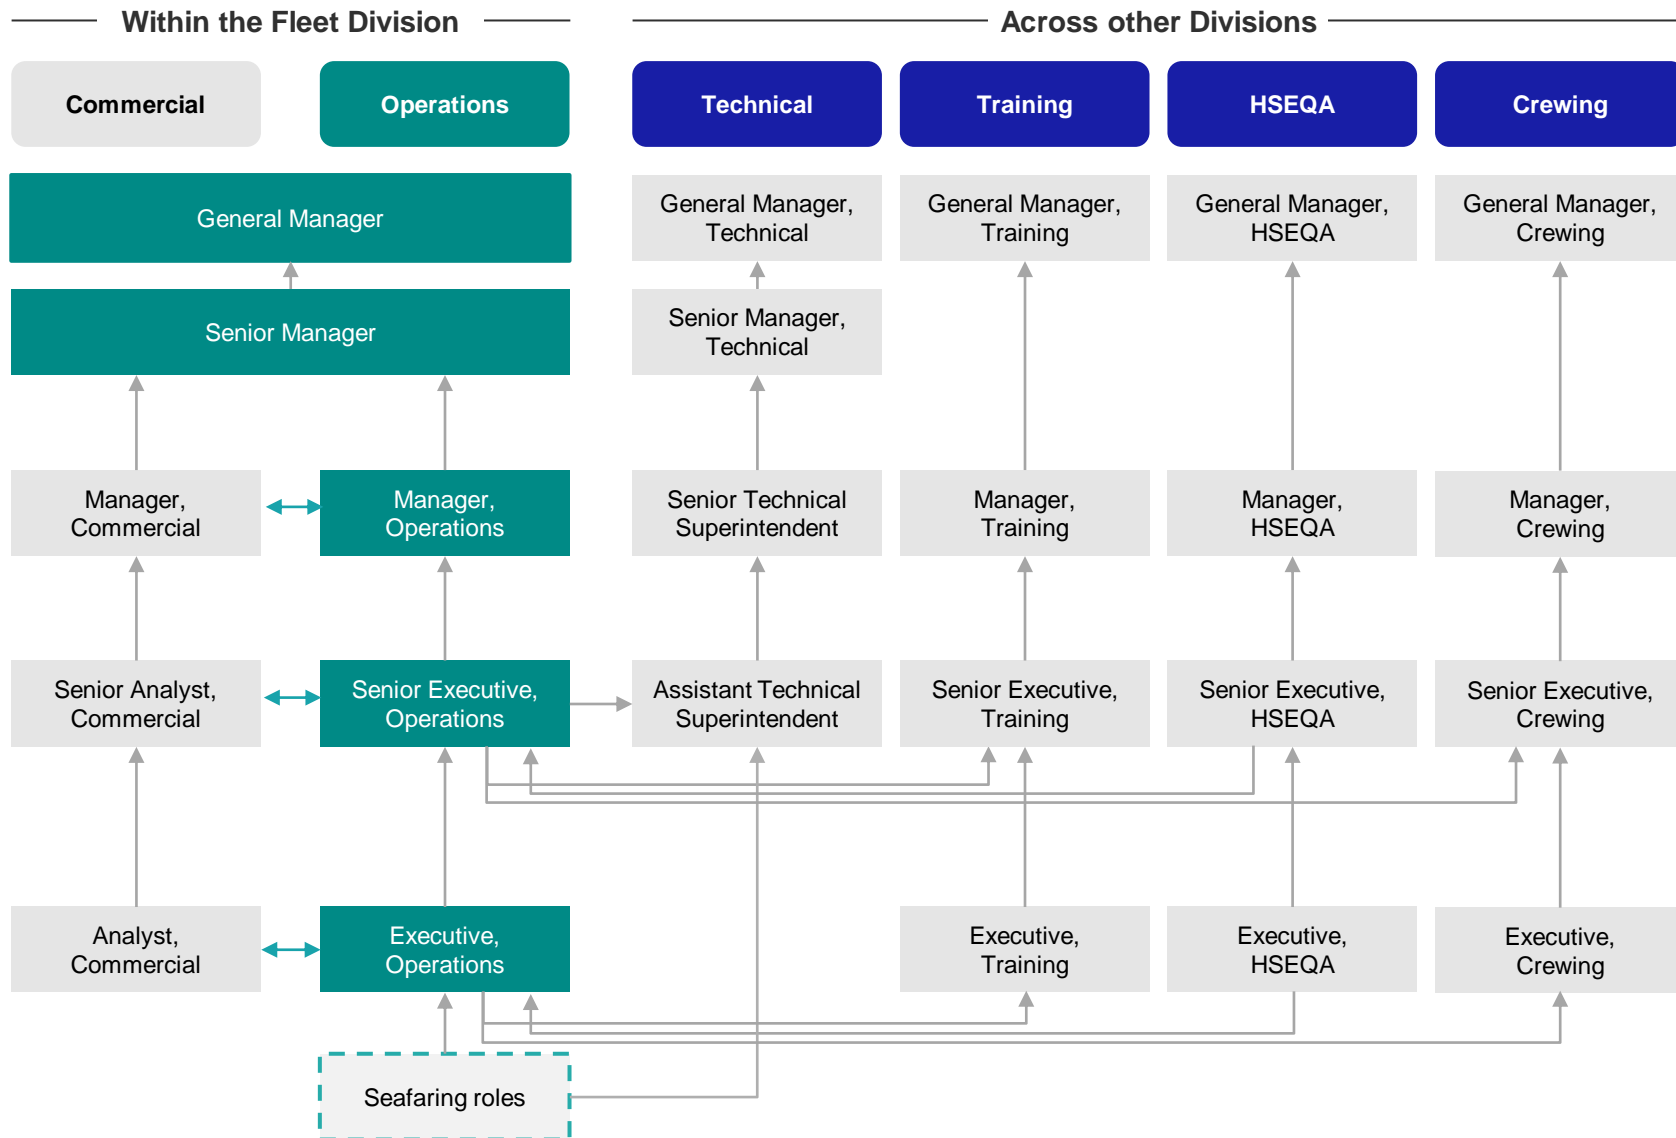 Within the Fleet Division
Across other Divisions
Commercial
Operations
Technical
Training
HSEQA
Crewing
General Manager
General Manager,
Technical
General Manager,
Training
General Manager,
HSEQA
General Manager,
Crewing
Senior Manager
Senior Manager,
Technical
Manager,
Commercial
Manager,
Operations
Senior Technical
Superintendent
Manager,
Training
Manager,
HSEQA
Manager,
Crewing
Senior Analyst,
Commercial
Senior Executive,
Operations
Assistant Technical
Superintendent
Senior Executive,
Training
Senior Executive,
HSEQA
Senior Executive,
Crewing
Analyst,
Commercial
Executive,
Operations
Executive,
Training
Executive,
HSEQA
Executive,
Crewing
Seafaring roles